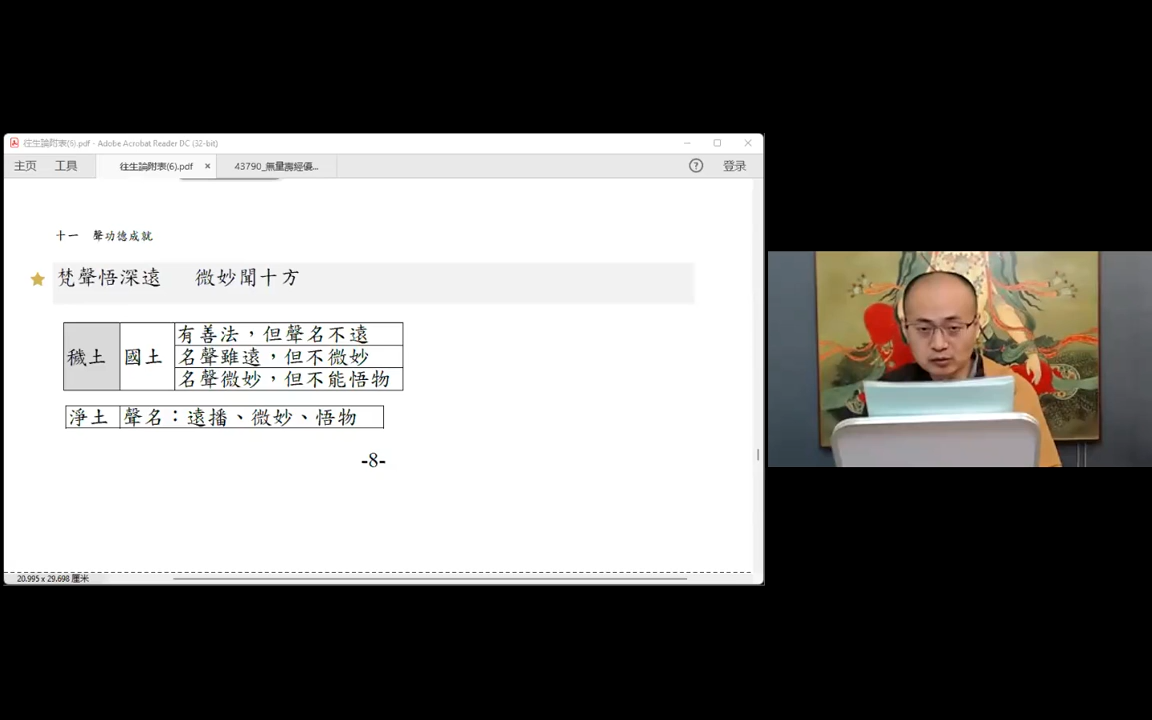 往生論附表(6).pdf - Adobe Acrobat Reader DC (32-bit)
主页 工具 往生論附表(6).pdf × 43790_無量壽經優... ? 登录
十一 聲功德成就
梵聲悟深遠 微妙聞十方
穢土 國土 有善法，但聲名不遠
名聲雖遠，但不微妙
名聲微妙，但不能悟物
淨土 聲名：遠播、微妙、悟物
-8-
20.995 x 29.698 厘米